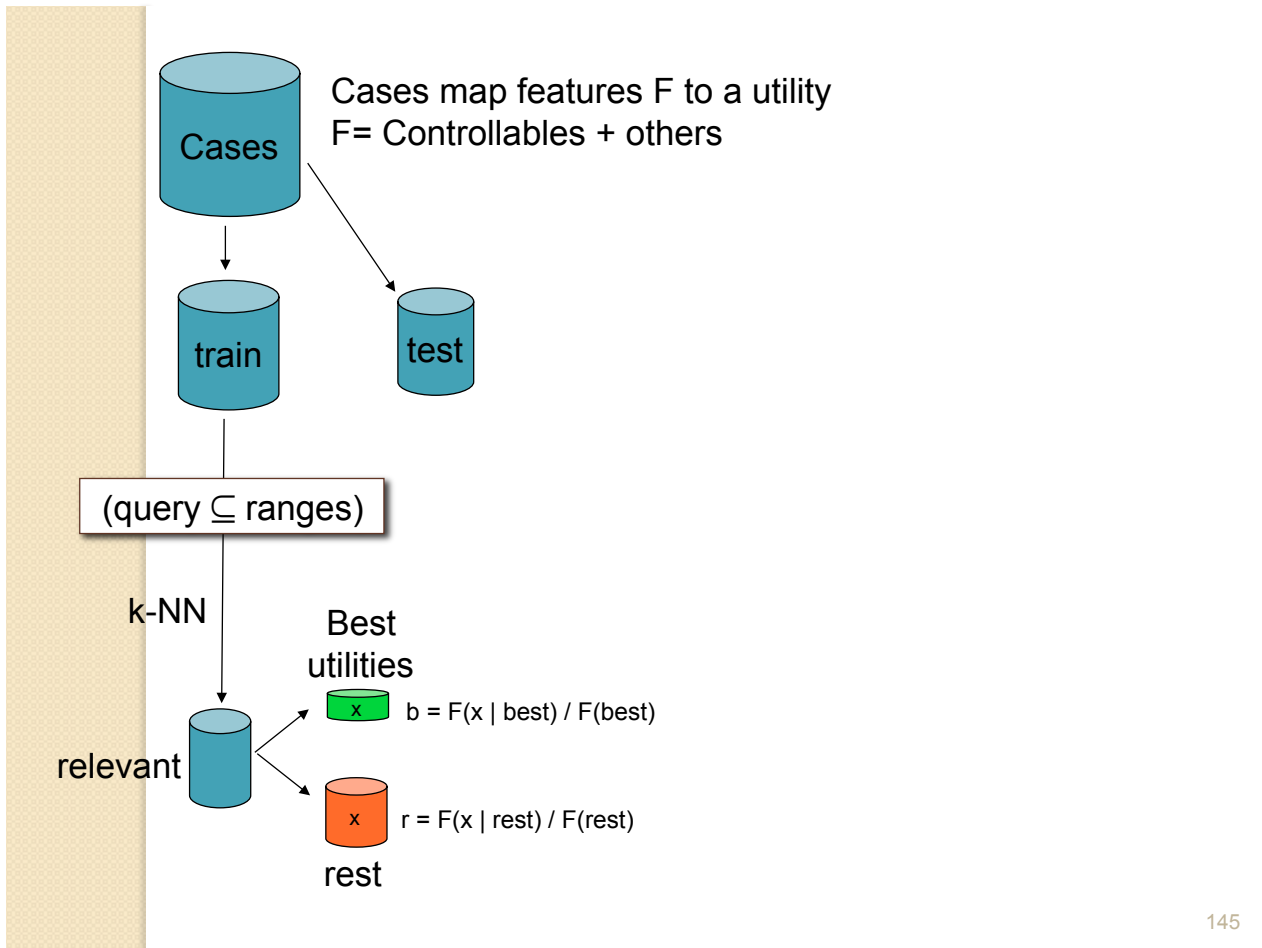 Cases map features F to a utility
F= Controllables + others
Cases
train
test
(query ⊆ ranges)
k-NN
Best
utilities
x
b = F(x | best) / F(best)
relevant
x
r = F(x | rest) / F(rest)
rest
145